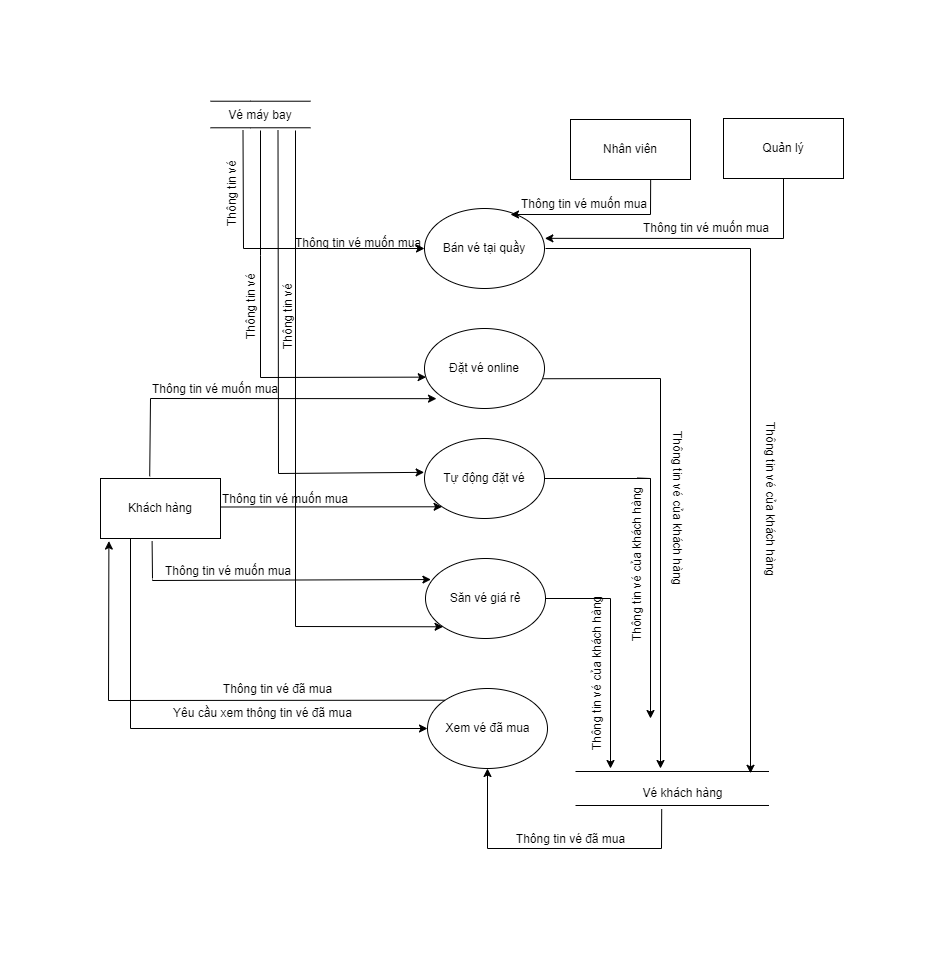 Vé máy bay
Nhân viên
Quản lý
Thông tin vé
Thông tin vé muốn mua
Thông tin vé muốn mua
Thông tin vé muốn mua
Bán vé tại quầy
Thông tin vé
Thông tin vé
Đặt vé online
Thông tin vé muốn mua
Thông tin vé của khách hàng
Thông tin vé của khách hàng
Tự động đặt vé
Khách hàng
Thông tin vé muốn mua
Thông tin vé của khách hàng
Thông tin vé muốn mua
Săn vé giá rẻ
Thông tin vé của khách hàng
Thông tin vé đã mua
Yêu cầu xem thông tin vé đã mua
Xem vé đã mua
Vé khách hàng
Thông tin vé đã mua